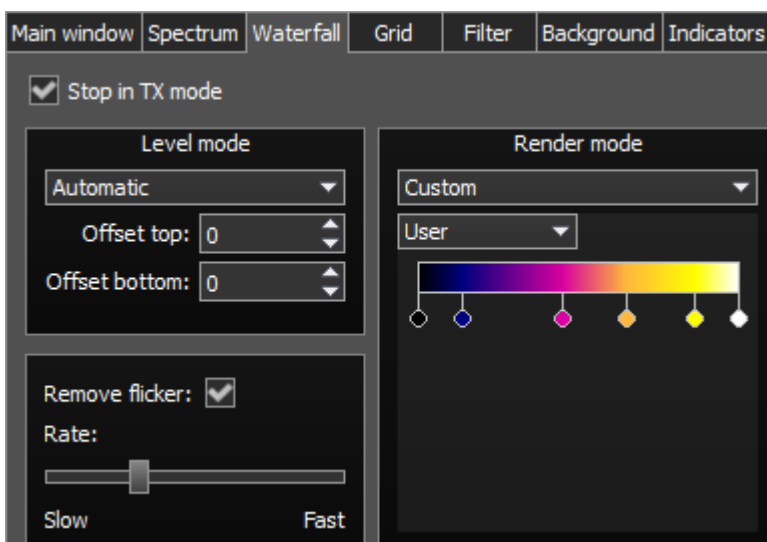 Main window Spectrum Waterfall Grid Filter Background Indicators
Stop in TX mode
Level mode
Automatic
Offset top: 0
Offset bottom: 0
Remove flicker:
Rate:
Slow Fast
Render mode
Custom
User